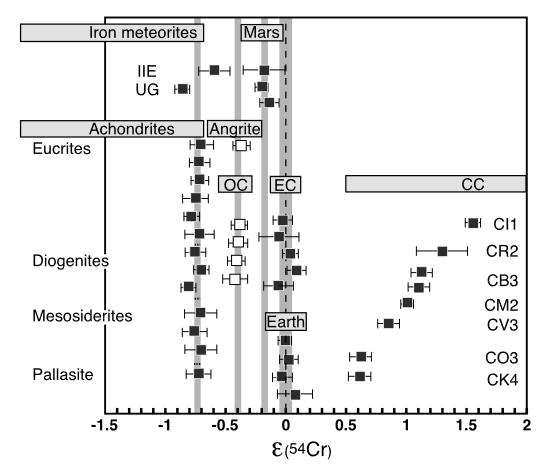 Iron meteorites Mars
IIE
UG
Achondrites Angrite
Eucrites
OC EC CC
CI1
CR2
Diogenites
CB3
CM2
Mesosiderites Earth
CV3
CO3
Pallasite CK4
-1.5 -1 -0.5 0 0.5 1 1.5 2
ε(54Cr)